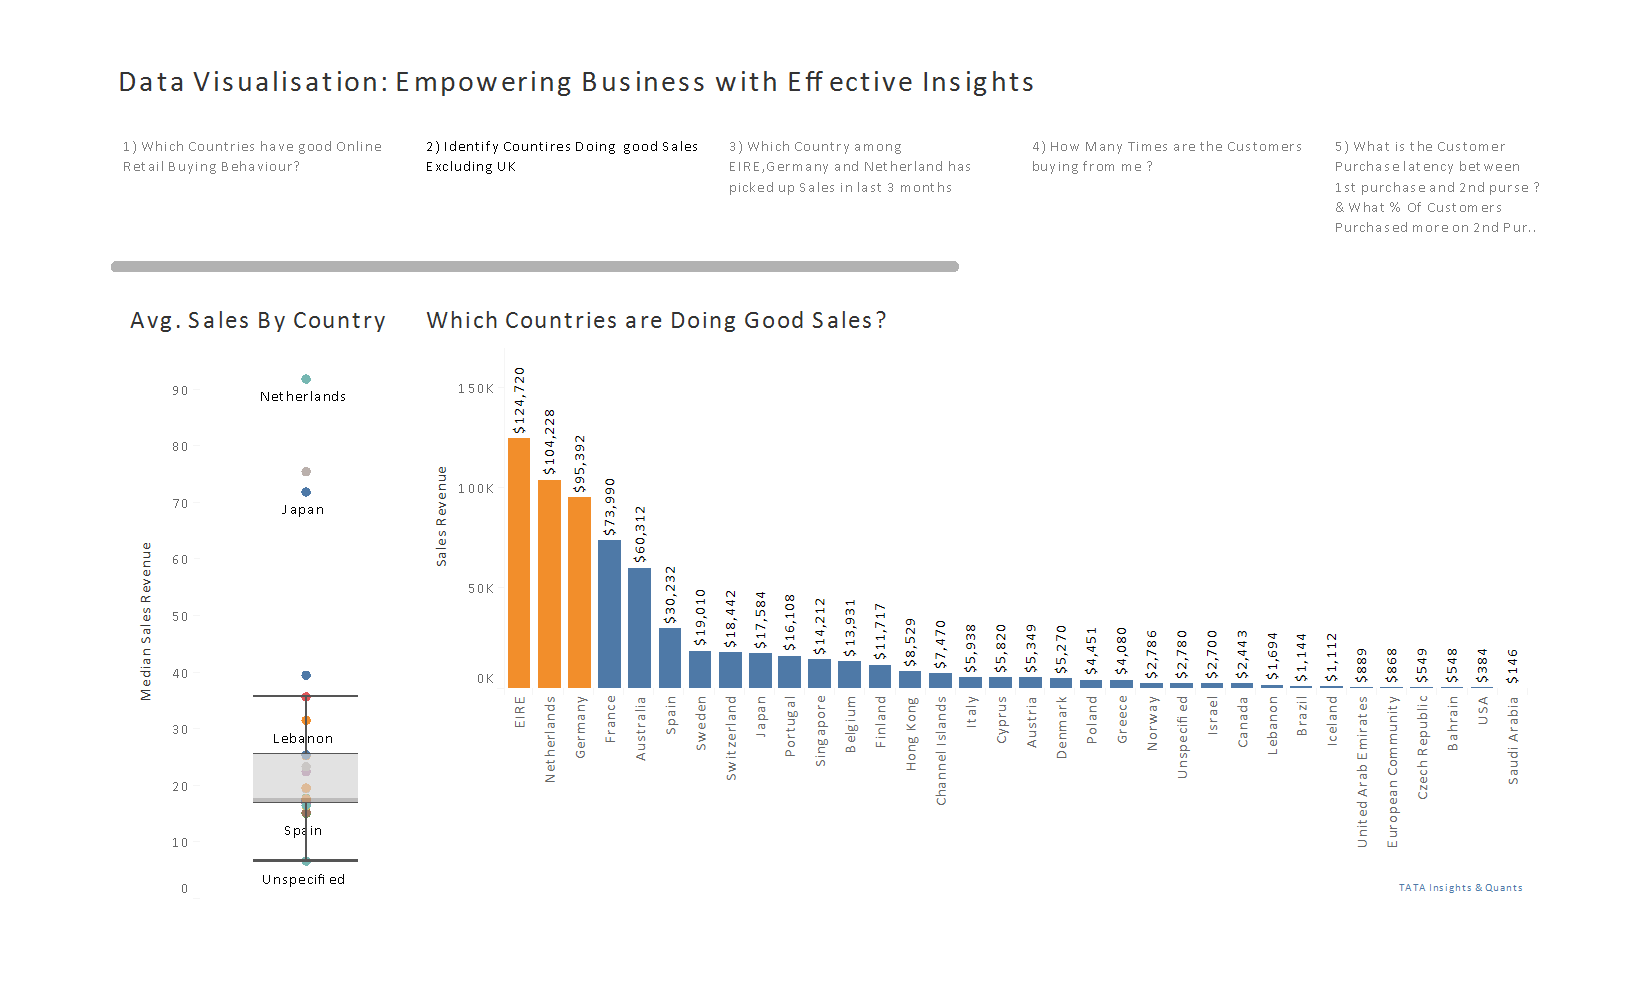 Data Visualisation: Empowering Business with Effective Insights
1) Which Countries have good Online
Retail Buying Behaviour?
2) Identify Countires Doing good Sales
Excluding UK
3) Which Country among
EIRE,Germany and Netherland has
picked up Sales in last 3 months
4) How Many Times are the Customers
buying from me ?
5) What is the Customer
Purchase latency between
1st purchase and 2nd purse ?
& What % Of Customers
Purchased more on 2nd Pur..
Avg. Sales By Country
Median Sales Revenue
90
80
70
60
50
40
30
20
10
0
Netherlands
Japan
Lebanon
Spain
Unspecified
Which Countries are Doing Good Sales?
Sales Revenue
150K
100K
50K
0K
$124,720
$104,228
$95,392
$73,990
$60,312
$30,232
$19,010
$18,442
$17,584
$16,108
$14,212
$13,931
$11,717
$8,529
$7,470
$5,938
$5,820
$5,349
$5,270
$4,451
$4,080
$2,786
$2,780
$2,700
$2,443
$1,694
$1,144
$1,112
$889
$868
$549
$548
$384
$146
EIRE
Netherlands
Germany
France
Australia
Spain
Sweden
Switzerland
Japan
Portugal
Singapore
Belgium
Finland
Hong Kong
Channel Islands
Italy
Cyprus
Austria
Denmark
Poland
Greece
Norway
Unspecified
Israel
Canada
Lebanon
Brazil
Iceland
United Arab Emirates
European Community
Czech Republic
Bahrain
USA
Saudi Arabia
TATA Insights & Quants